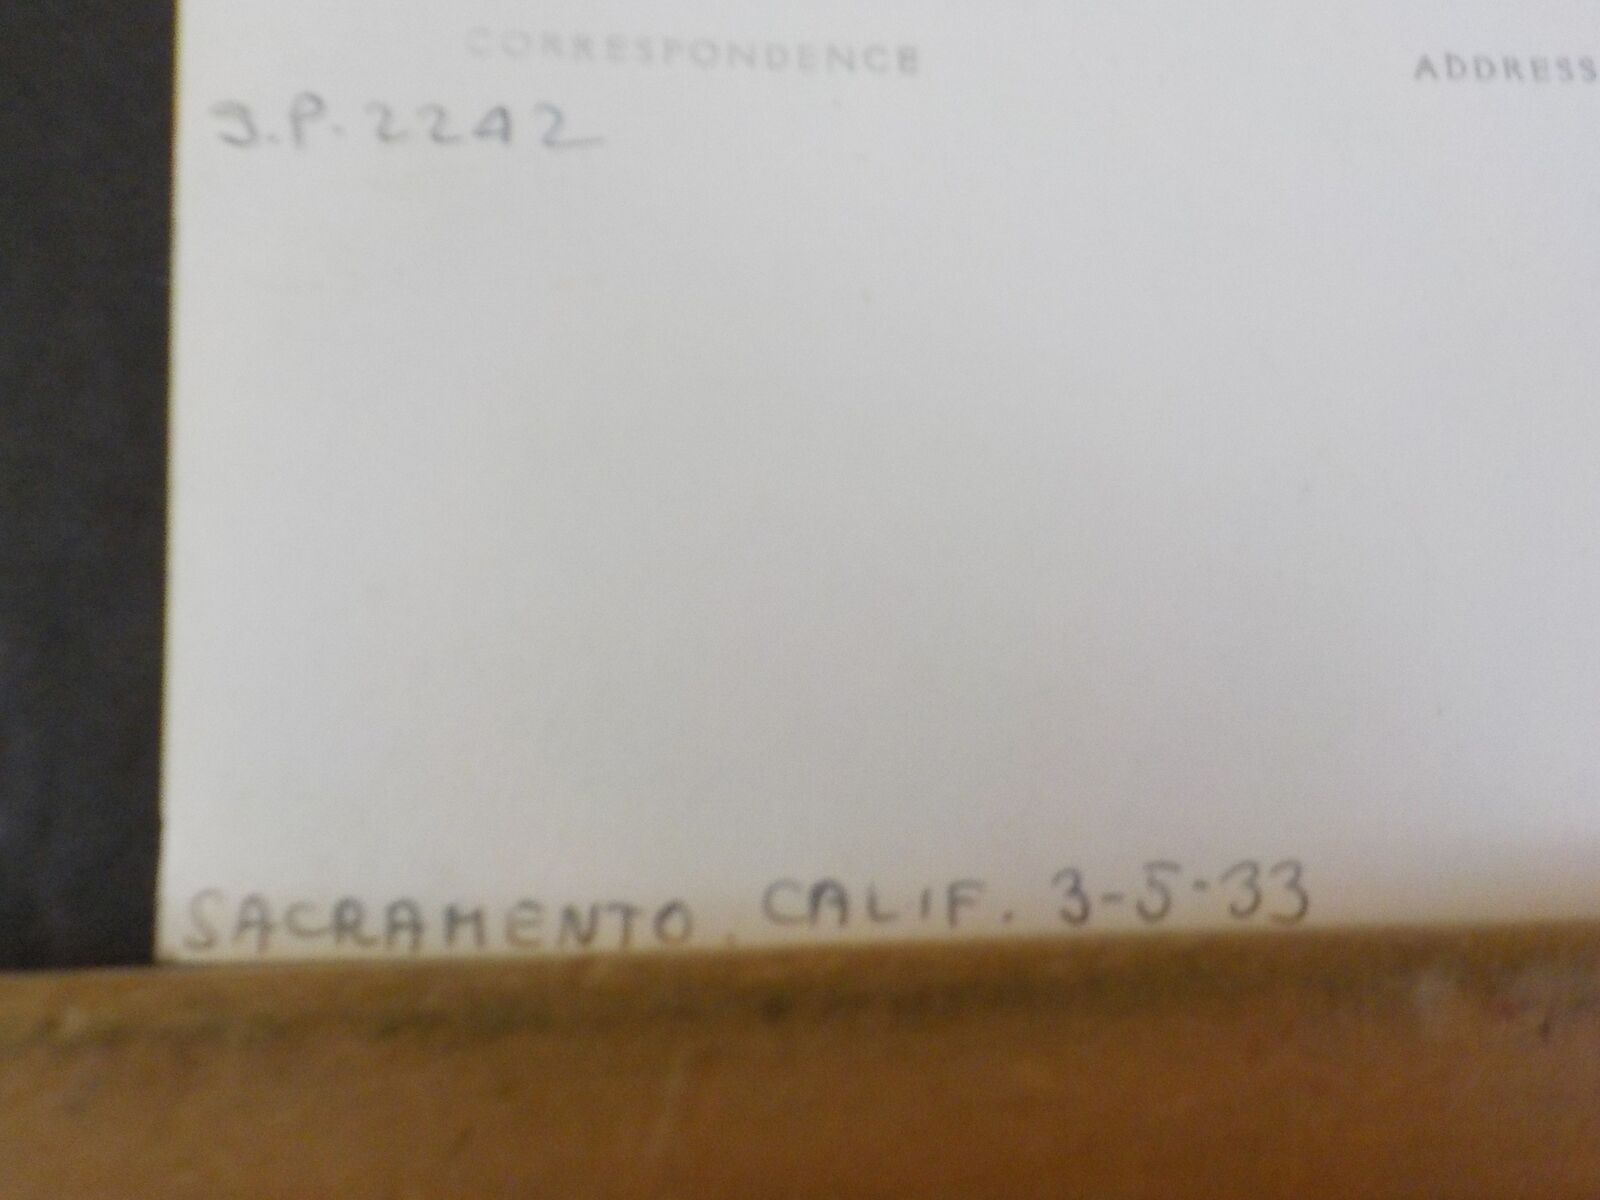 CORRESPONDENCE ADDRESS
S.P. 2242
SACRAMENTO. CALIF. 3-5-33